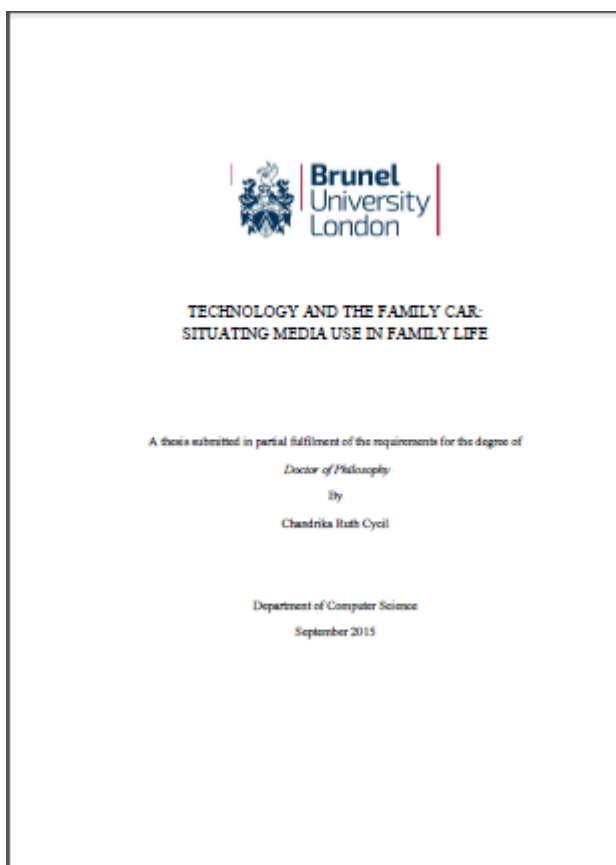 Brunel
University
London
TECHNOLOGY AND THE FAMILY CAR:
SITUATING MEDIA USE IN FAMILY LIFE
A thesis submitted in partial fulfilment of the requirements for the degree of
Doctor of Philosophy
By
Chandrika Ruth Cycil
Department of Computer Science
September 2015